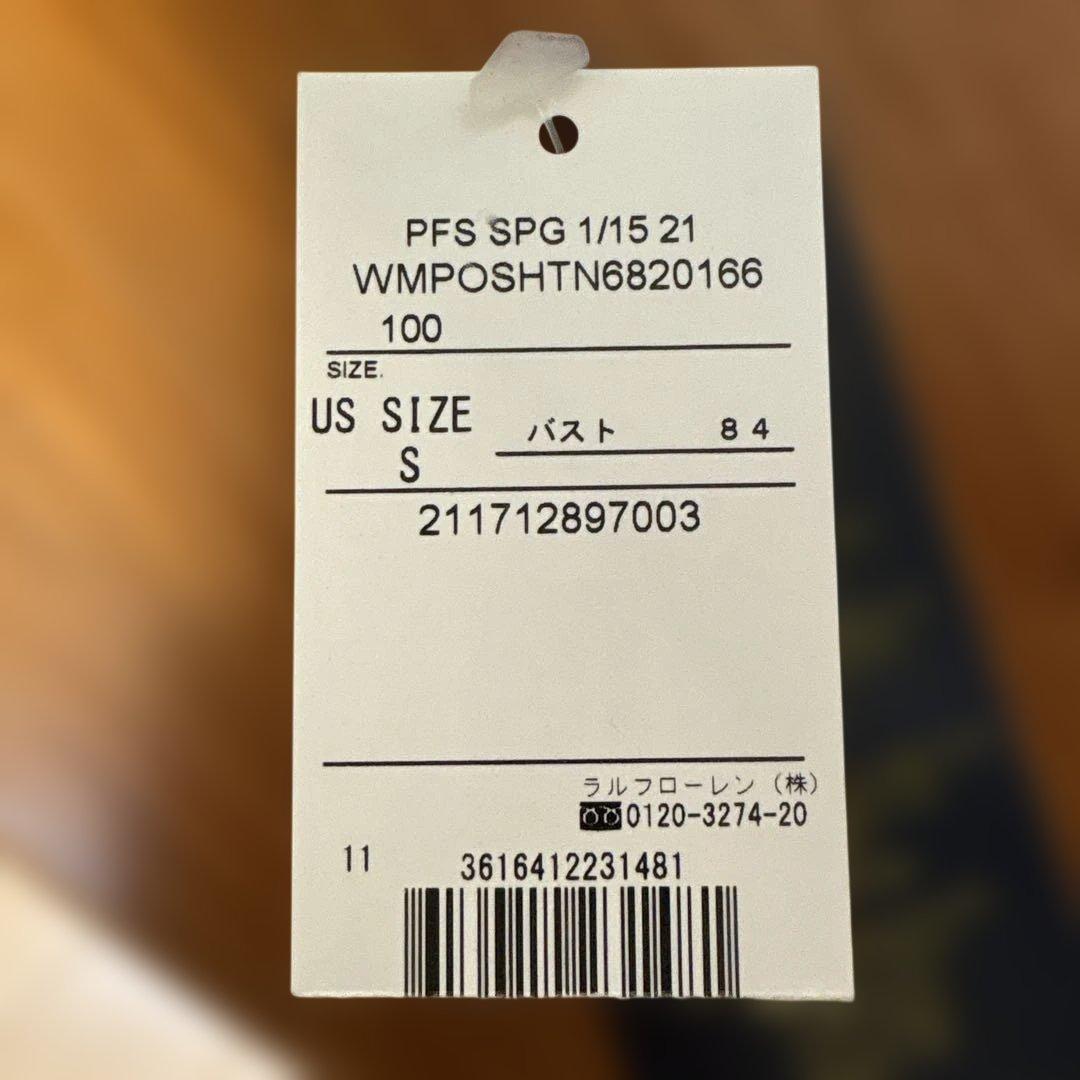 PFS SPG 1/15 21
WMPOSHTN6820166
100
SIZE.
US SIZE
S
バスト 84
211712897003
ラルフローレン（株）
0120-3274-20
11
3616412231481